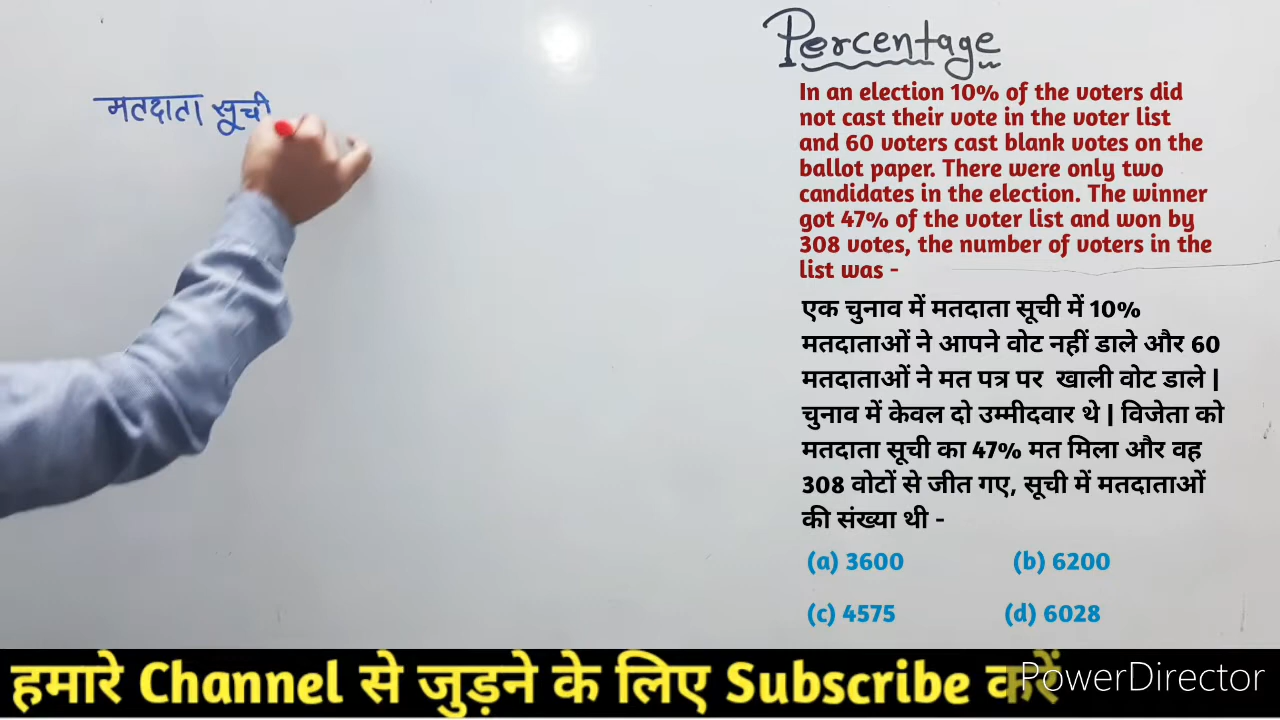 मतदाता सूची
Percentage
In an election 10% of the voters did
not cast their vote in the voter list
and 60 voters cast blank votes on the
ballot paper. There were only two
candidates in the election. The winner
got 47% of the voter list and won by
308 votes, the number of voters in the
list was -
एक चुनाव में मतदाता सूची में 10%
मतदाताओं ने आपने वोट नहीं डाले और 60
मतदाताओं ने मत पत्र पर खाली वोट डाले |
चुनाव में केवल दो उम्मीदवार थे | विजेता को
मतदाता सूची का 47% मत मिला और वह
308 वोटों से जीत गए, सूची में मतदाताओं
की संख्या थी -
(a) 3600 (b) 6200
(c) 4575 (d) 6028
हमारे Channel से जुड़ने के लिए Subscribe करें
PowerDirector